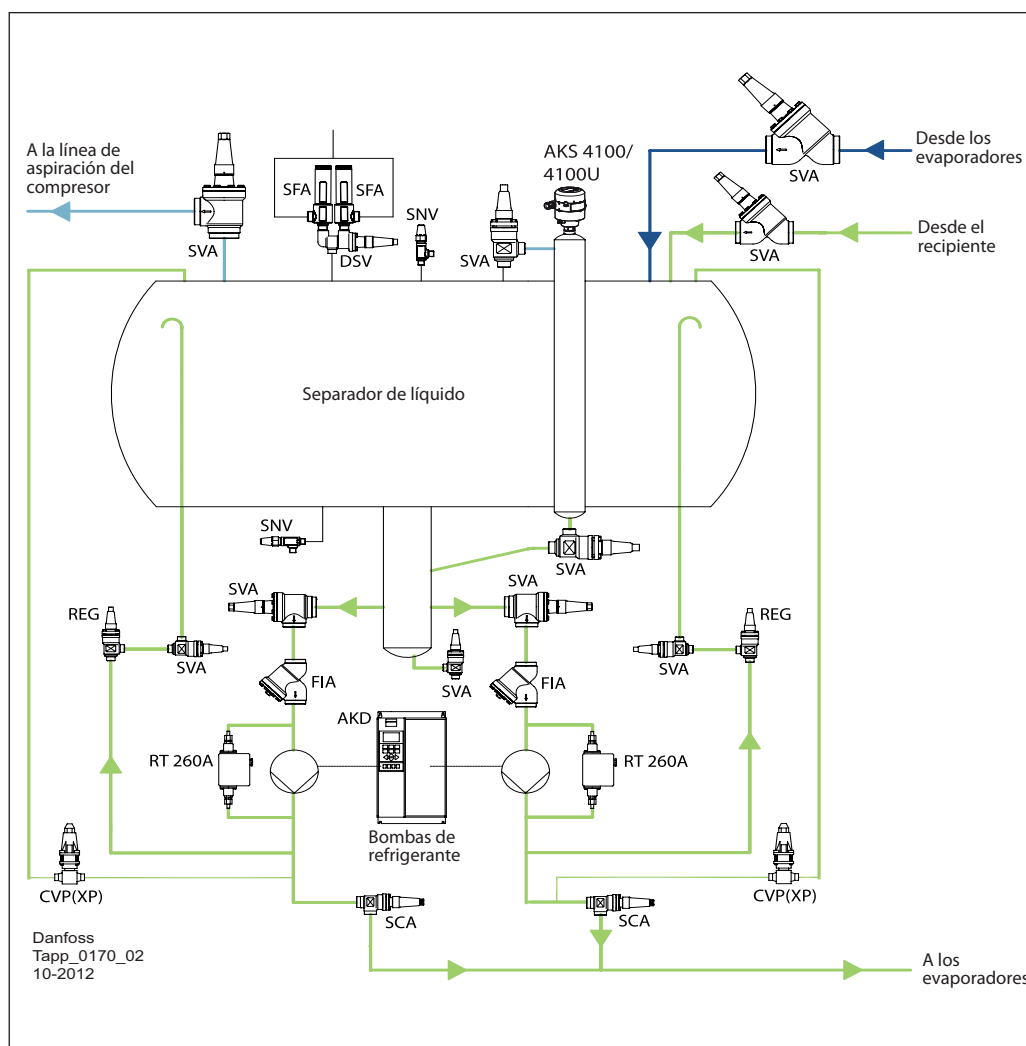 A la línea de
aspiración del
compresor
SVA
SFA
SFA
DSV
SNV
SVA
AKS 4100/
4100U
SVA
Desde los
evaporadores
SVA
Desde el
recipiente
Separador de líquido
SNV
SVA
SVA
SVA
REG
SVA
FIA
SVA
FIA
SVA
REG
RT 260A
AKD
RT 260A
Bombas de
refrigerante
CVP(XP)
SCA
SCA
CVP(XP)
Danfoss
Tapp_0170_02
10-2012
A los
evaporadores